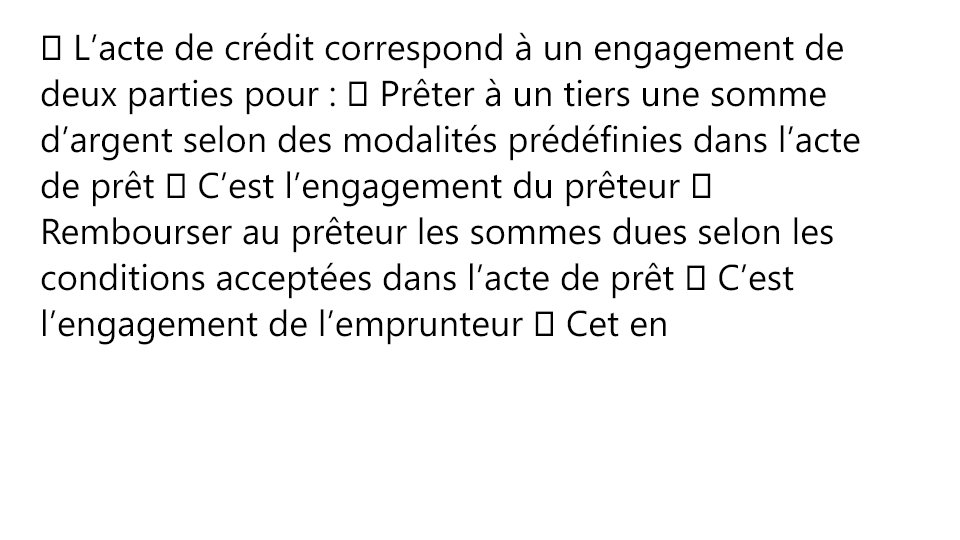 ▯ L’acte de crédit correspond à un engagement de
deux parties pour : ▯ Prêter à un tiers une somme
d’argent selon des modalités prédéfinies dans l’acte
de prêt ▯ C’est l’engagement du prêteur ▯
Rembourser au prêteur les sommes dues selon les
conditions acceptées dans l’acte de prêt ▯ C’est
l’engagement de l’emprunteur ▯ Cet en